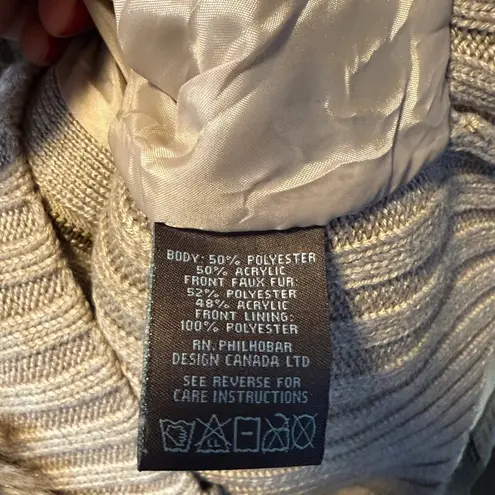 BODY: 50% POLYESTER
50% ACRYLIC
FRONT FAUX FUR:
52% POLYESTER
48% ACRYLIC
FRONT LINING:
100% POLYESTER
RN. PHILHOBAR
DESIGN CANADA LTD
SEE REVERSE FOR
CARE INSTRUCTIONS